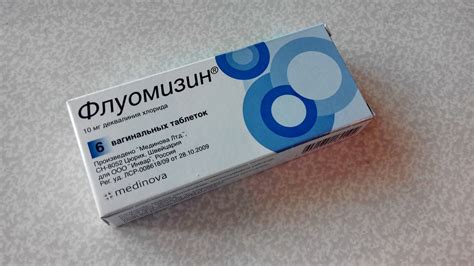 Флуомизин®
10 мг деквалиния хлорида
6 вагинальных таблеток
Произведено "Мединова Лтд."
CH-8052 Цюрих, Швейцария
для ООО "Инвар", Россия
Рег. уд. ЛСР-008618/09 от 28.10.2009
medinova